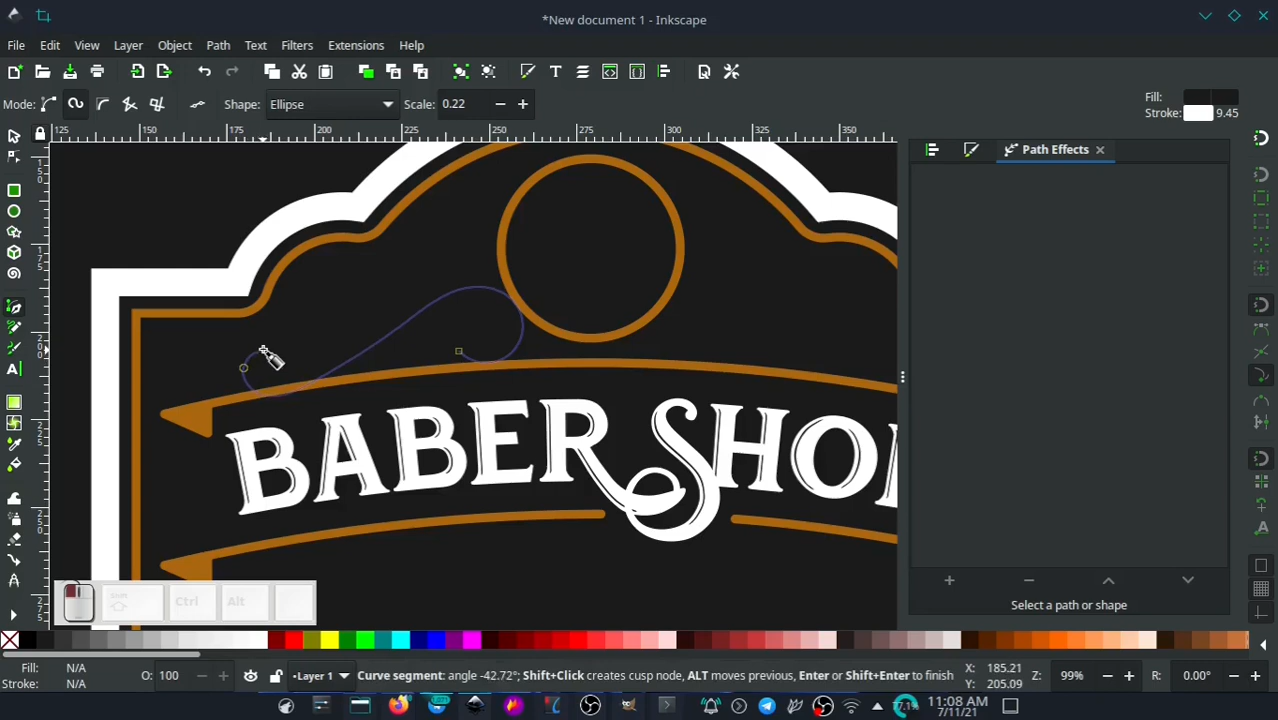 *New document 1 - Inkscape
File Edit View Layer Object Path Text Filters Extensions Help
Mode: Shape: Ellipse Scale: 0.22 Fill: Stroke: 9.45
125 150 175 200 225 250 275 300 325 350
Path Effects
BABER SHO
Shift Ctrl Alt
Select a path or shape
Fill: N/A Stroke: N/A O: 100 •Layer 1 Curve segment: angle -42.72°; Shift+Click creates cusp node, ALT moves previous, Enter or Shift+Enter to finish X: 185.21 Y: 205.09 Z: 99% R: 0.00°
77.1% 11:08 AM
7/11/21